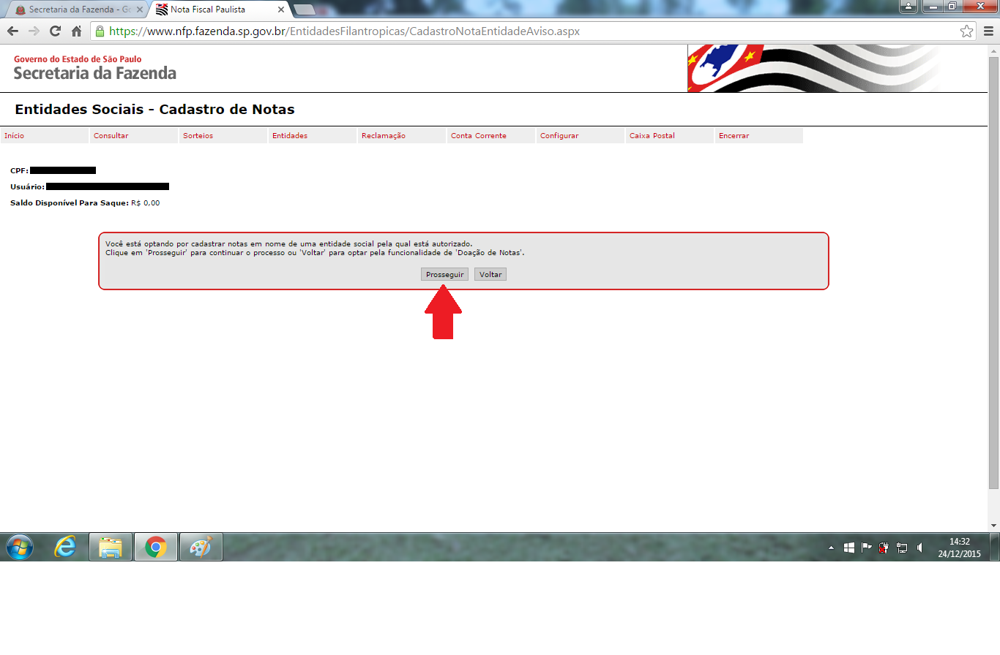 Secretaria da Fazenda - Go
Nota Fiscal Paulista
https://www.nfp.fazenda.sp.gov.br/EntidadesFilantropicas/CadastroNotaEntidadeAviso.aspx
Governo do Estado de São Paulo
Secretaria da Fazenda
Entidades Sociais - Cadastro de Notas
Início Consultar Sorteios Entidades Reclamação Conta Corrente Configurar Caixa Postal Encerrar
CPF:
Usuário:
Saldo Disponível Para Saque: R$ 0,00
Você está optando por cadastrar notas em nome de uma entidade social pela qual está autorizado.
Clique em 'Prosseguir' para continuar o processo ou 'Voltar' para optar pela funcionalidade de 'Doação de Notas'.
Prosseguir Voltar
14:32
24/12/2015